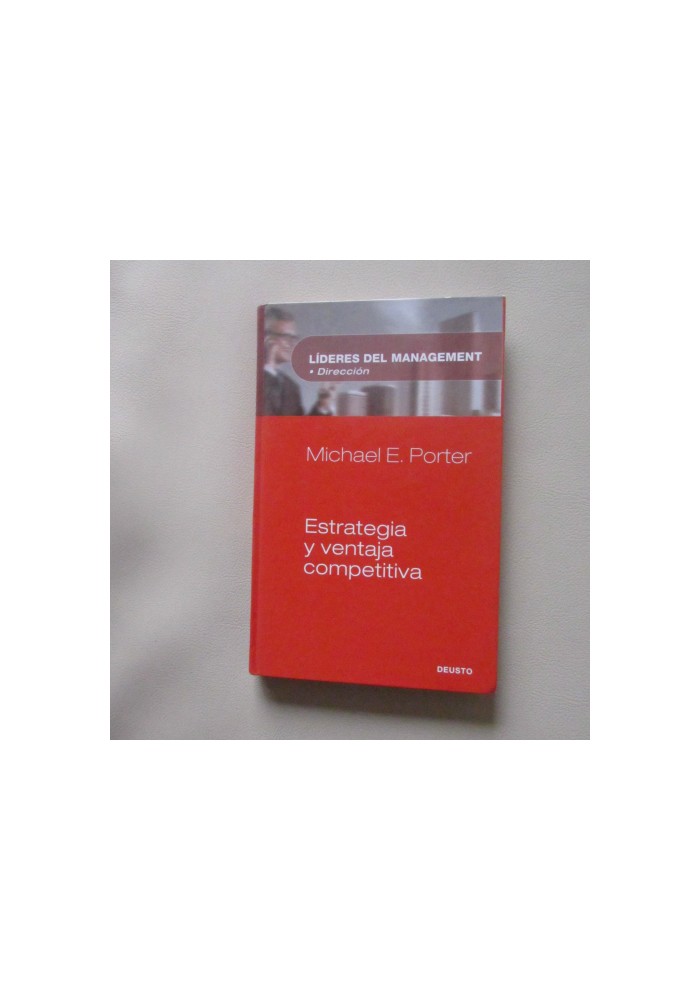 LÍDERES DEL MANAGEMENT
• Dirección
Michael E. Porter
Estrategia
y ventaja
competitiva
DEUSTO